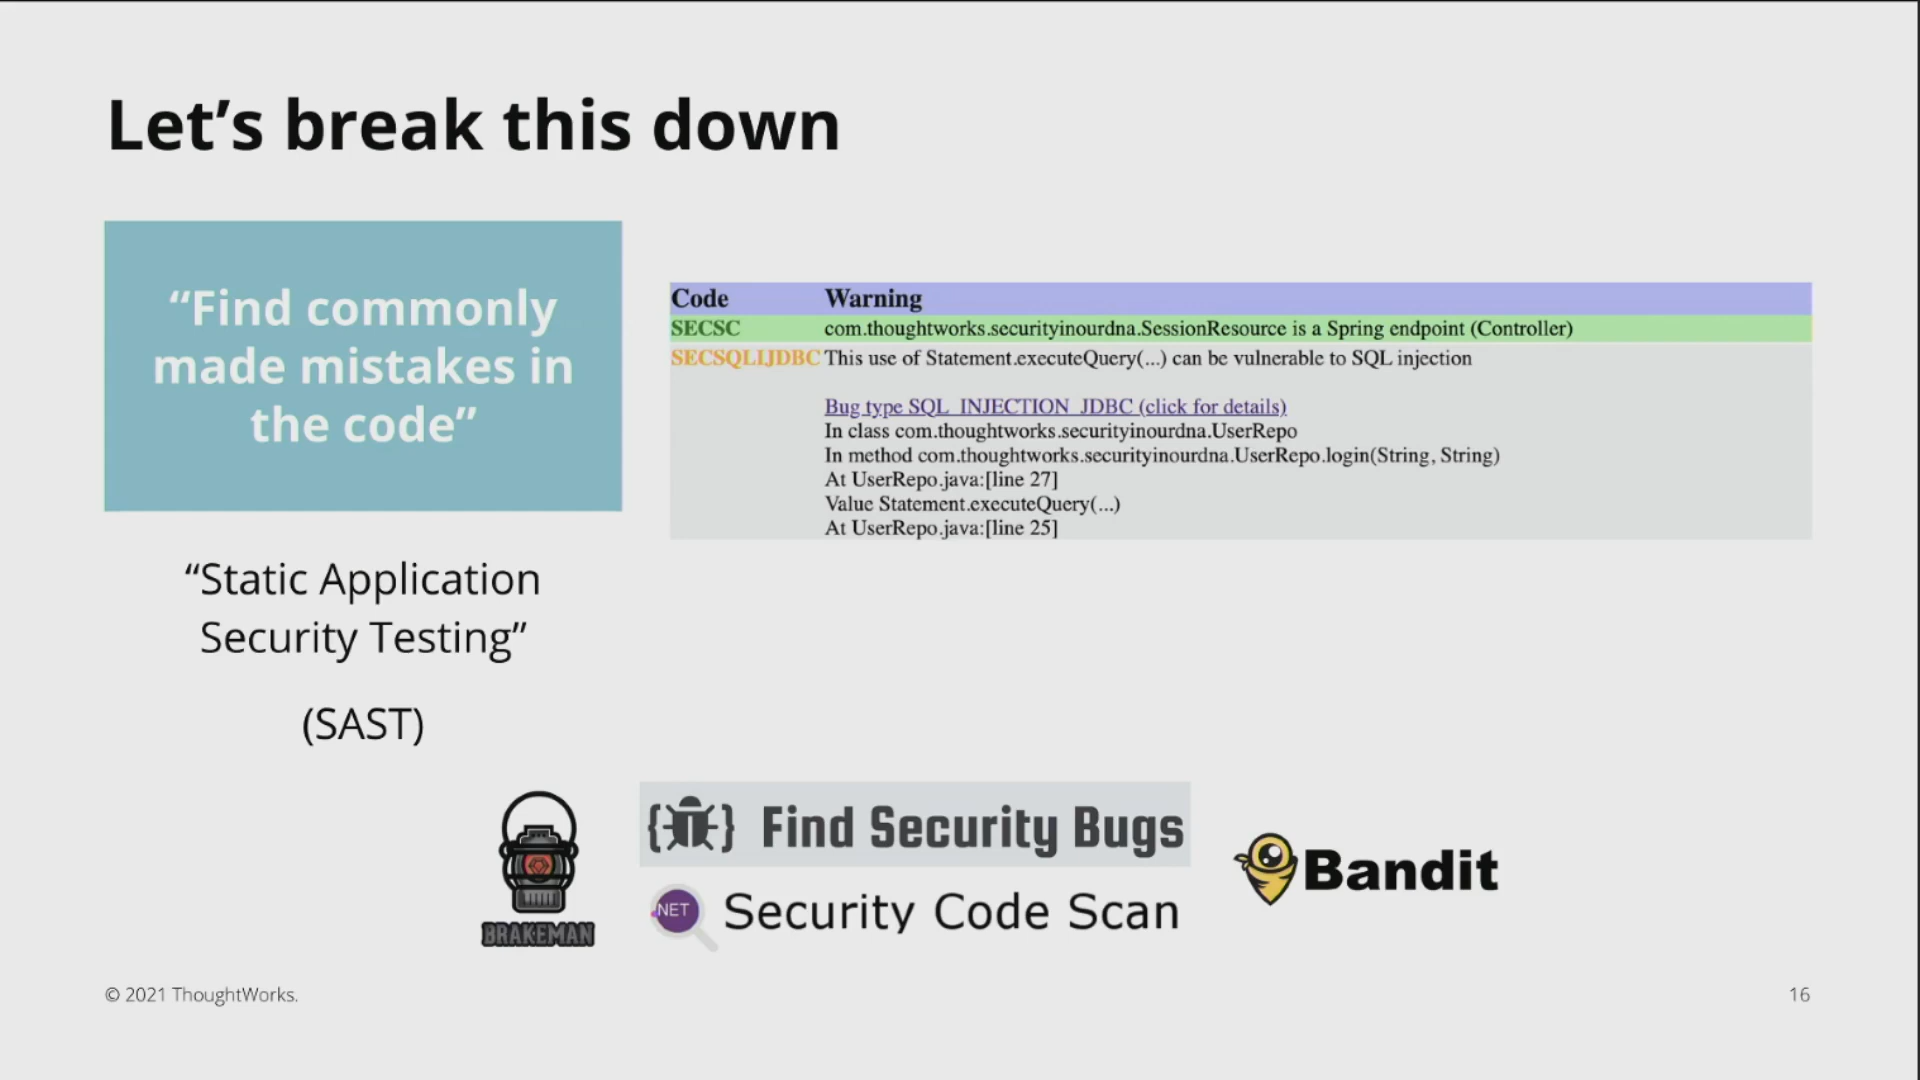 Let’s break this down
“Find commonly
made mistakes in
the code”
“Static Application
Security Testing”
(SAST)
Code Warning
SECSC com.thoughtworks.securityinourdna.SessionResource is a Spring endpoint (Controller)
SECSQLIJDBC This use of Statement.executeQuery(...) can be vulnerable to SQL injection
Bug type SQL_INJECTION_JDBC (click for details)
In class com.thoughtworks.securityinourdna.UserRepo
In method com.thoughtworks.securityinourdna.UserRepo.login(String, String)
At UserRepo.java:[line 27]
Value Statement.executeQuery(...)
At UserRepo.java:[line 25]
BRAKEMAN
Find Security Bugs
.NET Security Code Scan
Bandit
© 2021 ThoughtWorks.
16